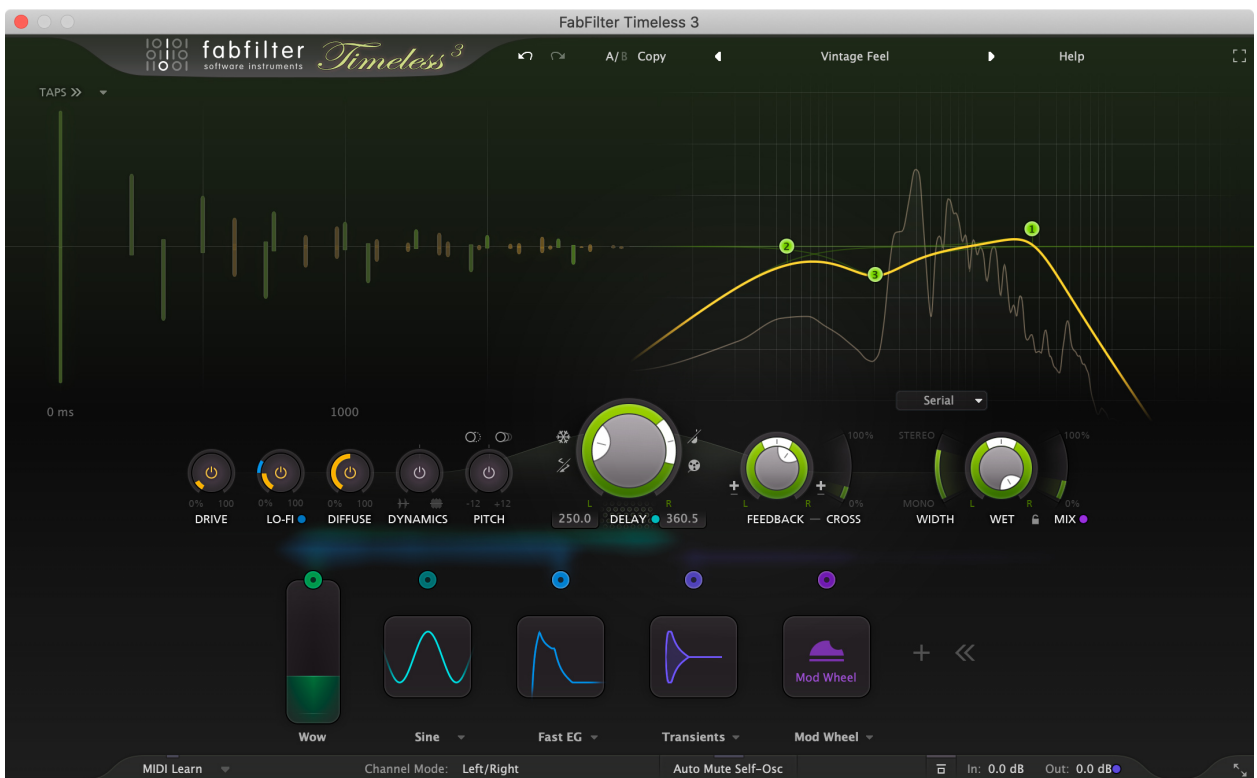 FabFilter Timeless 3
fabfilter
software instruments
Timeless 3
A/B Copy
Vintage Feel
Help
TAPS
0 ms
1000
1
2
3
Serial
0% 100
DRIVE
0% 100
LO-FI
0% 100
DIFFUSE
DYNAMICS
-12 +12
PITCH
L R
250.0 DELAY 360.5
L R
100%
0%
FEEDBACK — CROSS
STEREO
MONO
WIDTH
L R
WET
100%
0%
MIX
Mod Wheel
Wow
Sine
Fast EG
Transients
Mod Wheel
MIDI Learn
Channel Mode: Left/Right
Auto Mute Self-Osc
In: 0.0 dB
Out: 0.0 dB